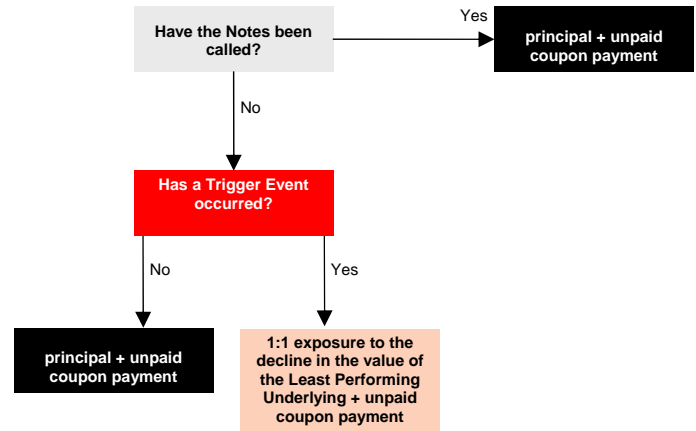 Have the Notes been
called?
Yes
principal + unpaid
coupon payment
No
Has a Trigger Event
occurred?
No
Yes
principal + unpaid
coupon payment
1:1 exposure to the
decline in the value of
the Least Performing
Underlying + unpaid
coupon payment